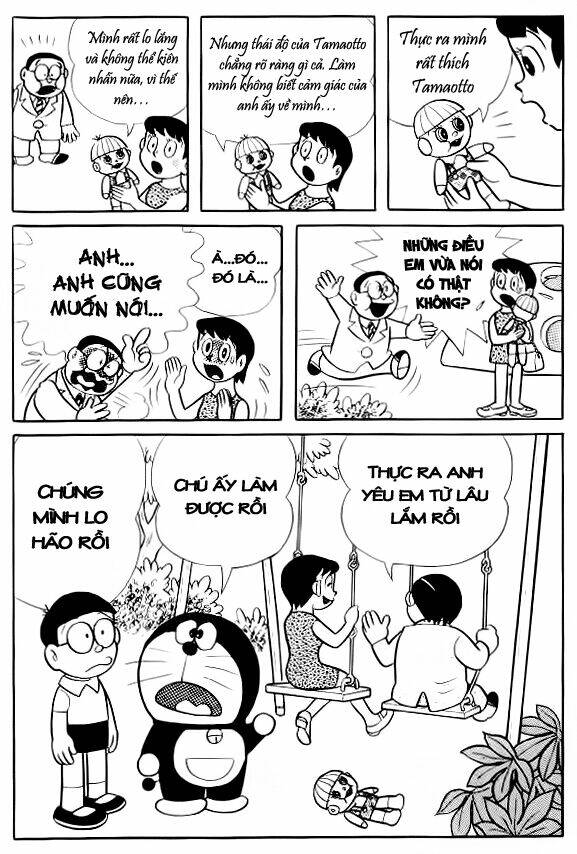 Mình rất lo lắng
và không thể kiên
nhẫn nữa, vì thế
nên...
Nhưng thái độ của Tamaotto
chẳng rõ ràng gì cả. Làm
mình không biết cảm giác của
anh ấy về mình...
Thực ra mình
rất thích
Tamaotto
ANH...
ANH CŨNG
MUỐN NÓI...
À...ĐÓ...
ĐÓ LÀ...
NHỮNG ĐIỀU
EM VỪA NÓI
CÓ THẬT
KHÔNG?
CHÚNG
MÌNH LO
HÃO RỒI
CHÚ ẤY LÀM
ĐƯỢC RỒI
THỰC RA ANH
YÊU EM TỪ LÂU
LẮM RỒI